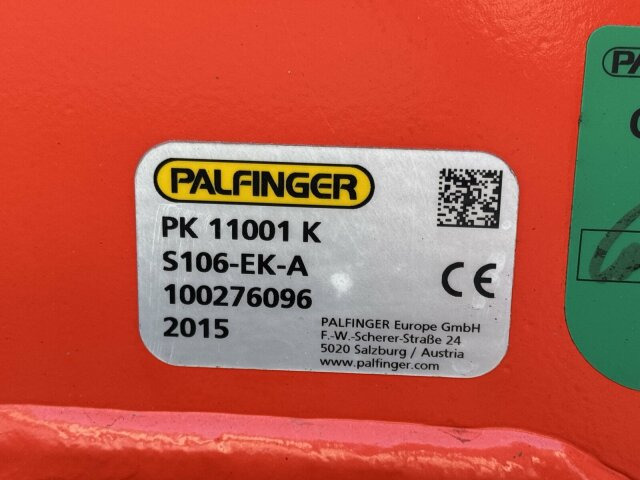 PALFINGER
PK 11001 K
S106-EK-A
100276096
2015
PALFINGER Europe GmbH
F.-W.-Scherer-Straße 24
5020 Salzburg / Austria
www.palfinger.com
CE